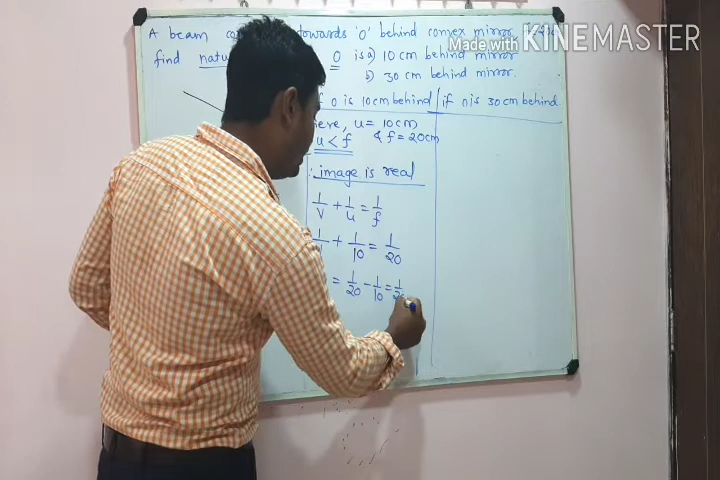 A beam towards 'O' behind convex mirror
find O is a) 10 cm behind mirror
b) 30 cm behind mirror.
Made with KINEMASTER
if O is 10cm behind if O is 30cm behind
u = 10cm
u < f & f = 20cm
∴ image is real
1/v + 1/u = 1/f
+ 1/10 = 1/20
= 1/20 - 1/10 =